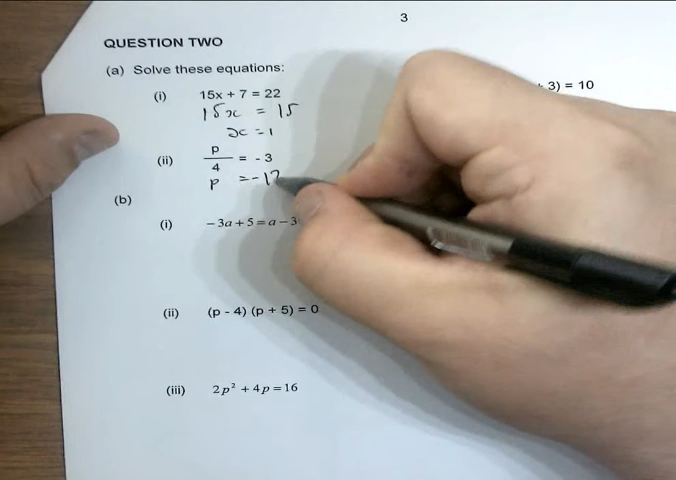 3
QUESTION TWO
(a) Solve these equations:
(i) 15x + 7 = 22
3) = 10
15x = 15
x = 1
(ii) p/4 = - 3
p = -12
(b)
(i) - 3a + 5 = a - 3
(ii) (p - 4) (p + 5) = 0
(iii) 2p² + 4p = 16